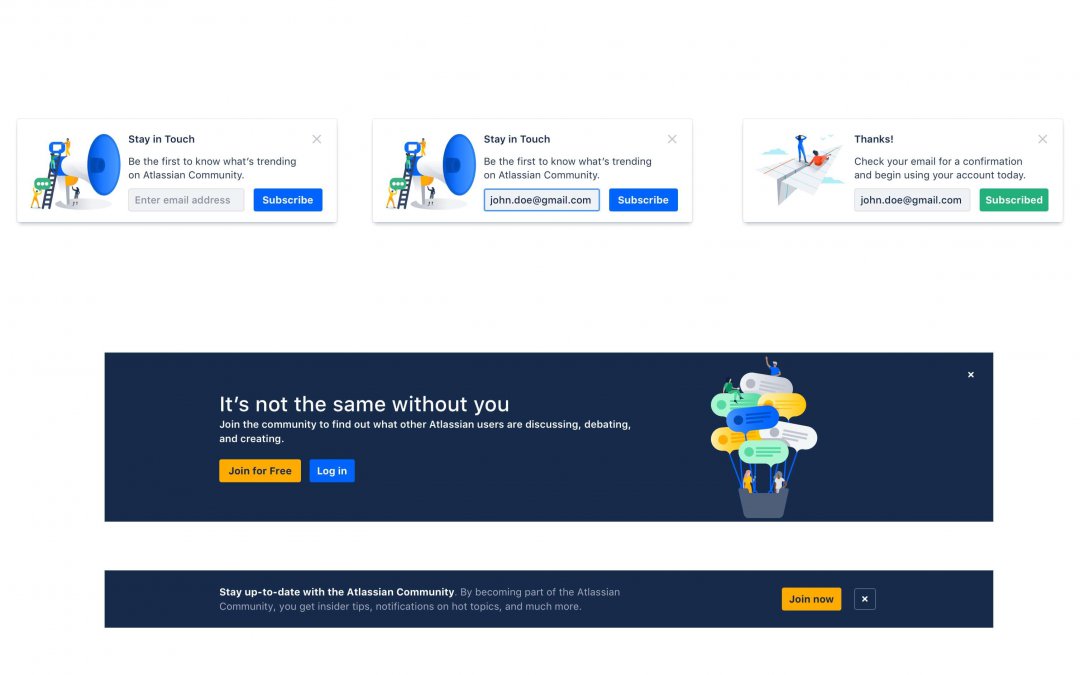 Stay in Touch
Be the first to know what’s trending
on Atlassian Community.
Enter email address
Subscribe
Stay in Touch
Be the first to know what’s trending
on Atlassian Community.
john.doe@gmail.com
Subscribe
Thanks!
Check your email for a confirmation
and begin using your account today.
john.doe@gmail.com
Subscribed
It’s not the same without you
Join the community to find out what other Atlassian users are discussing, debating,
and creating.
Join for Free
Log in
Stay up-to-date with the Atlassian Community. By becoming part of the Atlassian
Community, you get insider tips, notifications on hot topics, and much more.
Join now